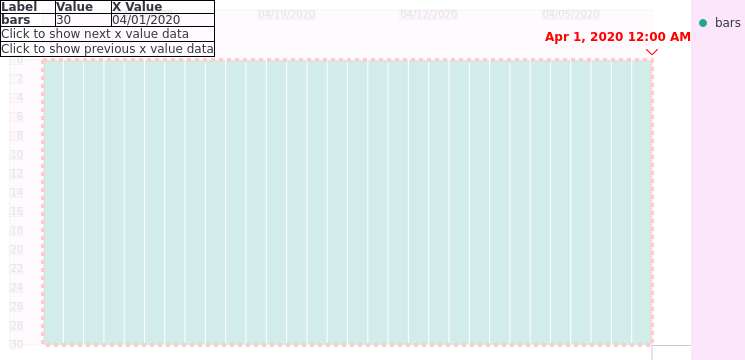 Label Value X Value
bars 30 04/01/2020
Click to show next x value data
Click to show previous x value data
04/19/2020 04/12/2020 04/05/2020
Apr 1, 2020 12:00 AM
bars
0
2
4
6
8
10
12
14
16
18
20
22
24
26
28
30